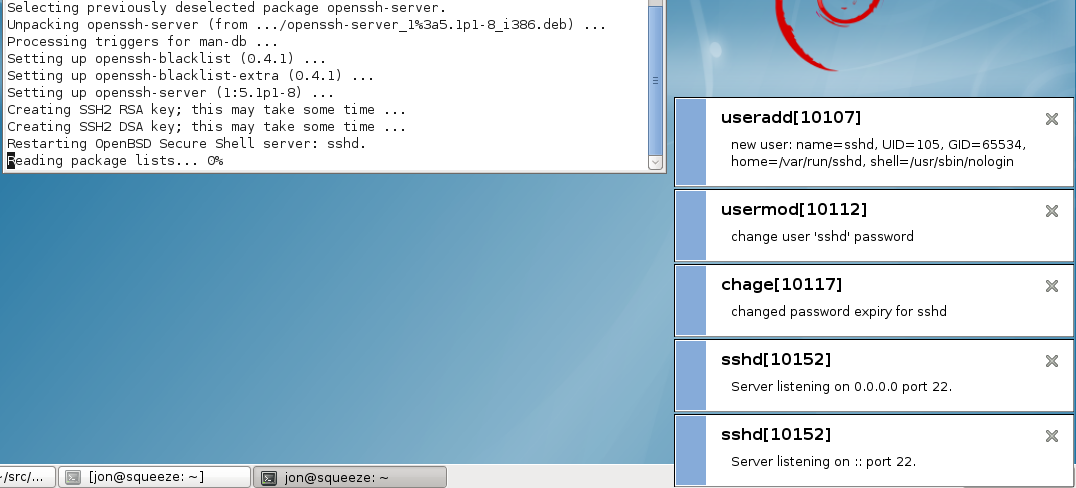 Selecting previously deselected package openssh-server.
Unpacking openssh-server (from .../openssh-server_1%3a5.1p1-8_i386.deb) ...
Processing triggers for man-db ...
Setting up openssh-blacklist (0.4.1) ...
Setting up openssh-blacklist-extra (0.4.1) ...
Setting up openssh-server (1:5.1p1-8) ...
Creating SSH2 RSA key; this may take some time ...
Creating SSH2 DSA key; this may take some time ...
Restarting OpenBSD Secure Shell server: sshd.
Reading package lists... 0%
useradd[10107]
new user: name=sshd, UID=105, GID=65534,
home=/var/run/sshd, shell=/usr/sbin/nologin
usermod[10112]
change user 'sshd' password
chage[10117]
changed password expiry for sshd
sshd[10152]
Server listening on 0.0.0.0 port 22.
sshd[10152]
Server listening on :: port 22.
~/src/...
[jon@squeeze: ~]
jon@squeeze: ~